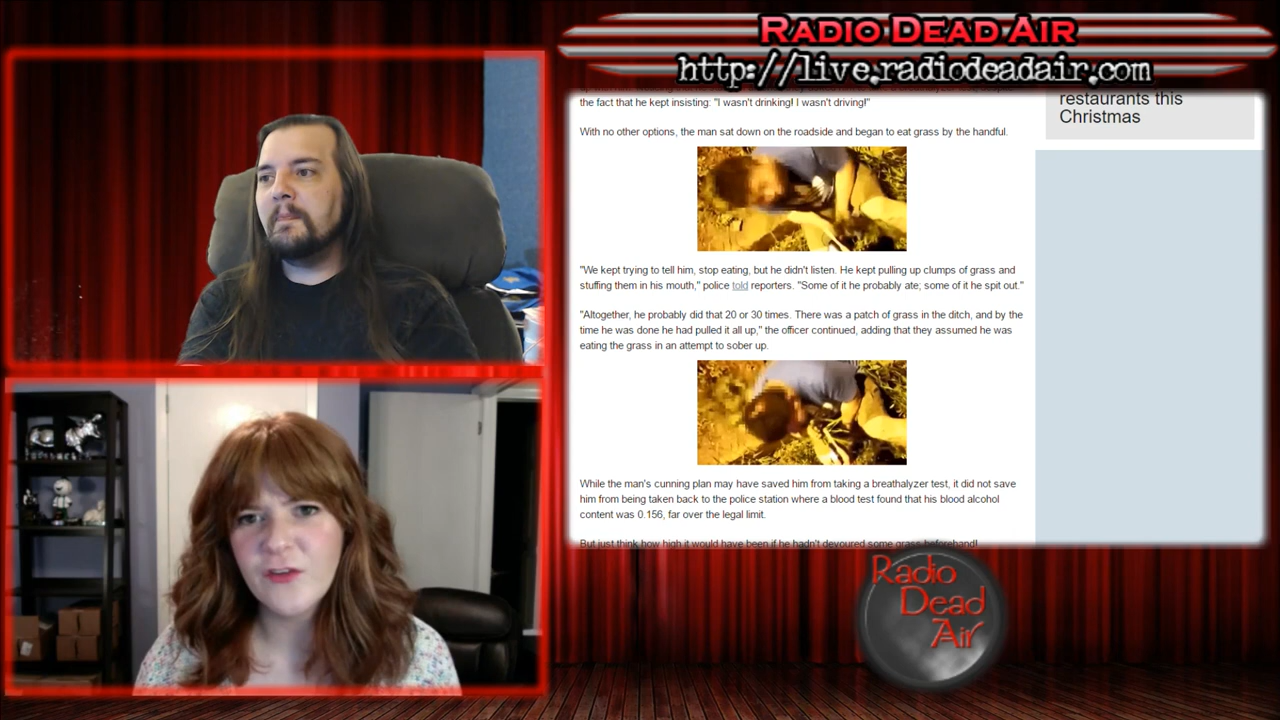 Radio Dead Air
http://live.radiodeadair.com
the fact that he kept insisting: "I wasn't drinking! I wasn't driving!"
With no other options, the man sat down on the roadside and began to eat grass by the handful.
"We kept trying to tell him, stop eating, but he didn't listen. He kept pulling up clumps of grass and
stuffing them in his mouth," police told reporters. "Some of it he probably ate; some of it he spit out."
"Altogether, he probably did that 20 or 30 times. There was a patch of grass in the ditch, and by the
time he was done he had pulled it all up," the officer continued, adding that they assumed he was
eating the grass in an attempt to sober up.
While the man's cunning plan may have saved him from taking a breathalyzer test, it did not save
him from being taken back to the police station where a blood test found that his blood alcohol
content was 0.156, far over the legal limit.
But just think how high it would have been if he hadn't devoured some grass beforehand!
restaurants this
Christmas
Radio
Dead
Air